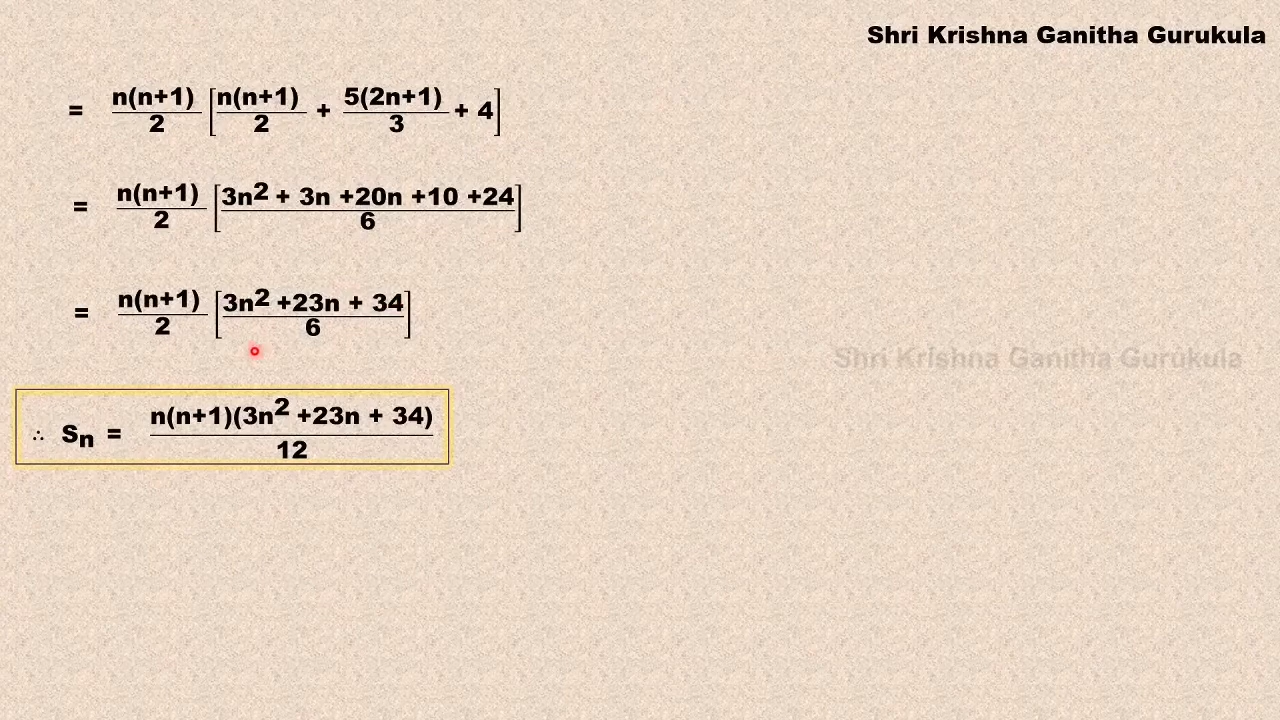 Shri Krishna Ganitha Gurukula
= n(n+1)/2 [n(n+1)/2 + 5(2n+1)/3 + 4]
= n(n+1)/2 [3n² + 3n +20n +10 +24/6]
= n(n+1)/2 [3n² +23n + 34/6]
Shri Krishna Ganitha Gurukula
∴ Sₙ = n(n+1)(3n² +23n + 34)/12